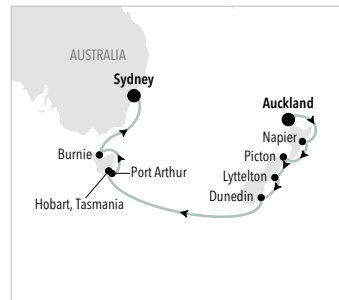 AUSTRALIA
Sydney
Auckland
Napier
Burnie
Picton
Port Arthur
Lyttelton
Hobart, Tasmania
Dunedin